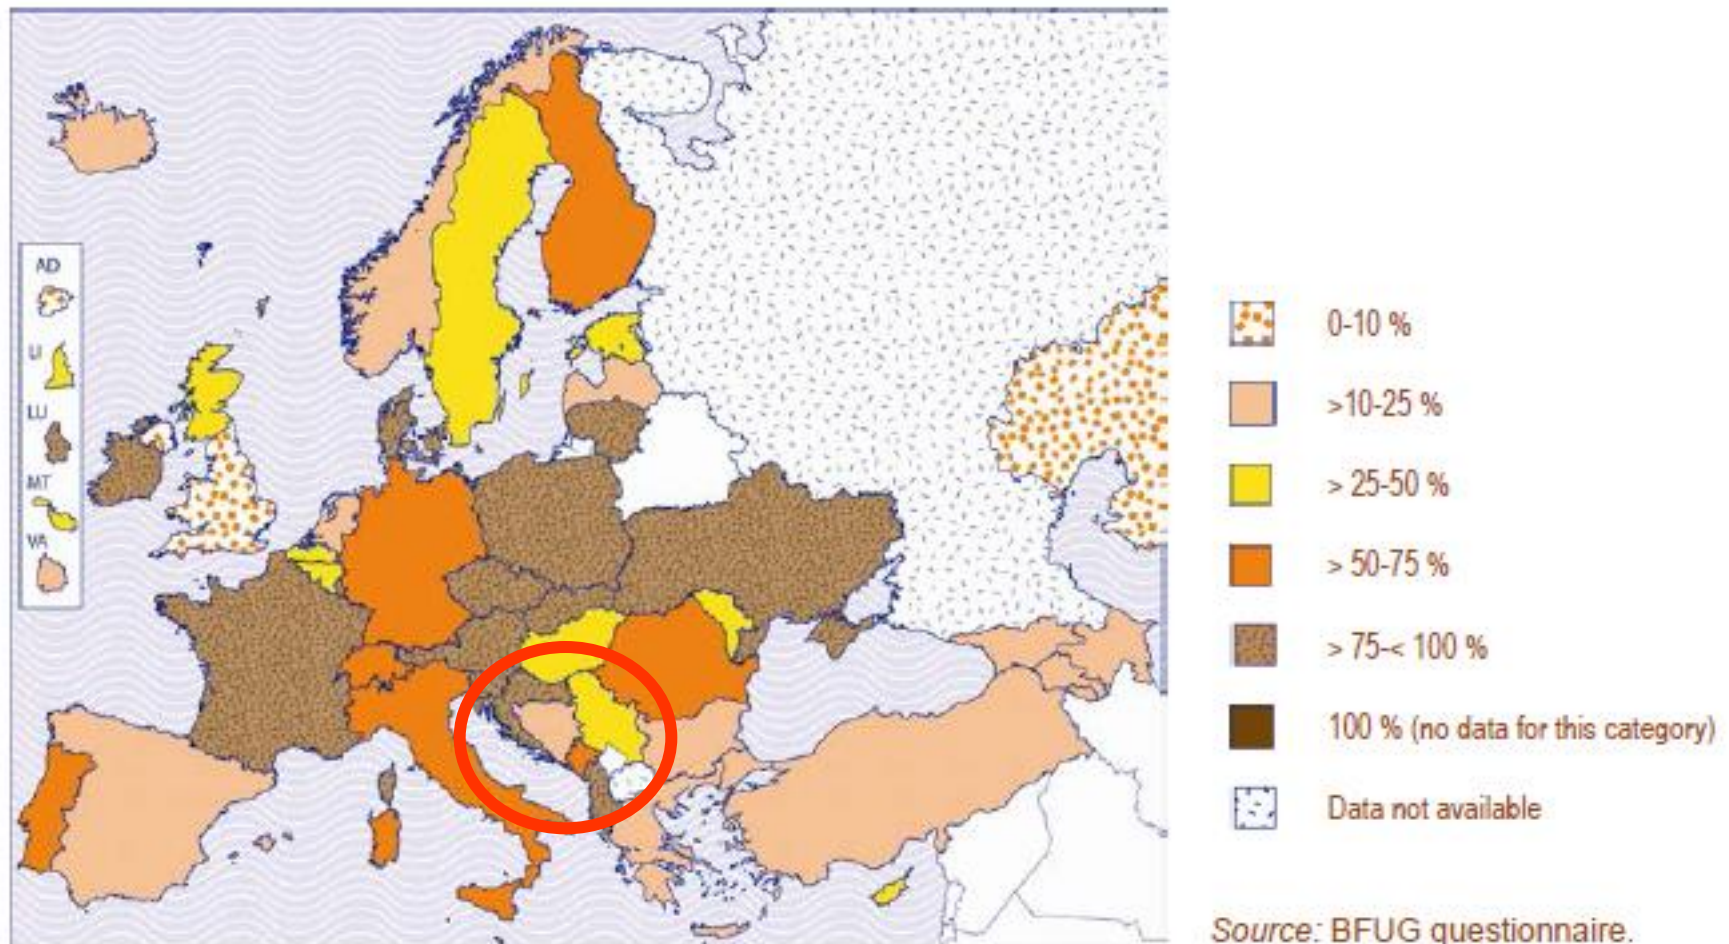 AD
LI
LU
MT
VA
0-10 %
>10-25 %
> 25-50 %
> 50-75 %
> 75-< 100 %
100 % (no data for this category)
Data not available
Source: BFUG questionnaire.